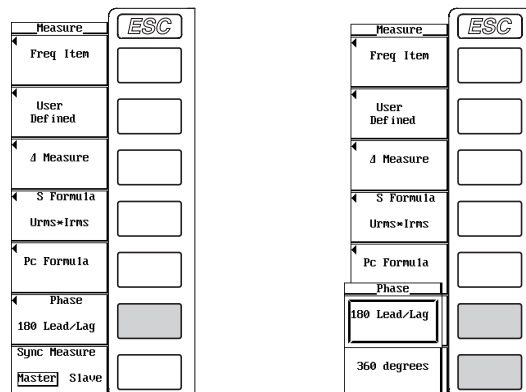 Measure
ESC
Freq Item
User
Defined
Δ Measure
S Formula
Urms*Irms
Pc Formula
Phase
180 Lead/Lag
Sync Measure
Master Slave
Measure
ESC
Freq Item
User
Defined
Δ Measure
S Formula
Urms*Irms
Pc Formula
Phase
180 Lead/Lag
360 degrees